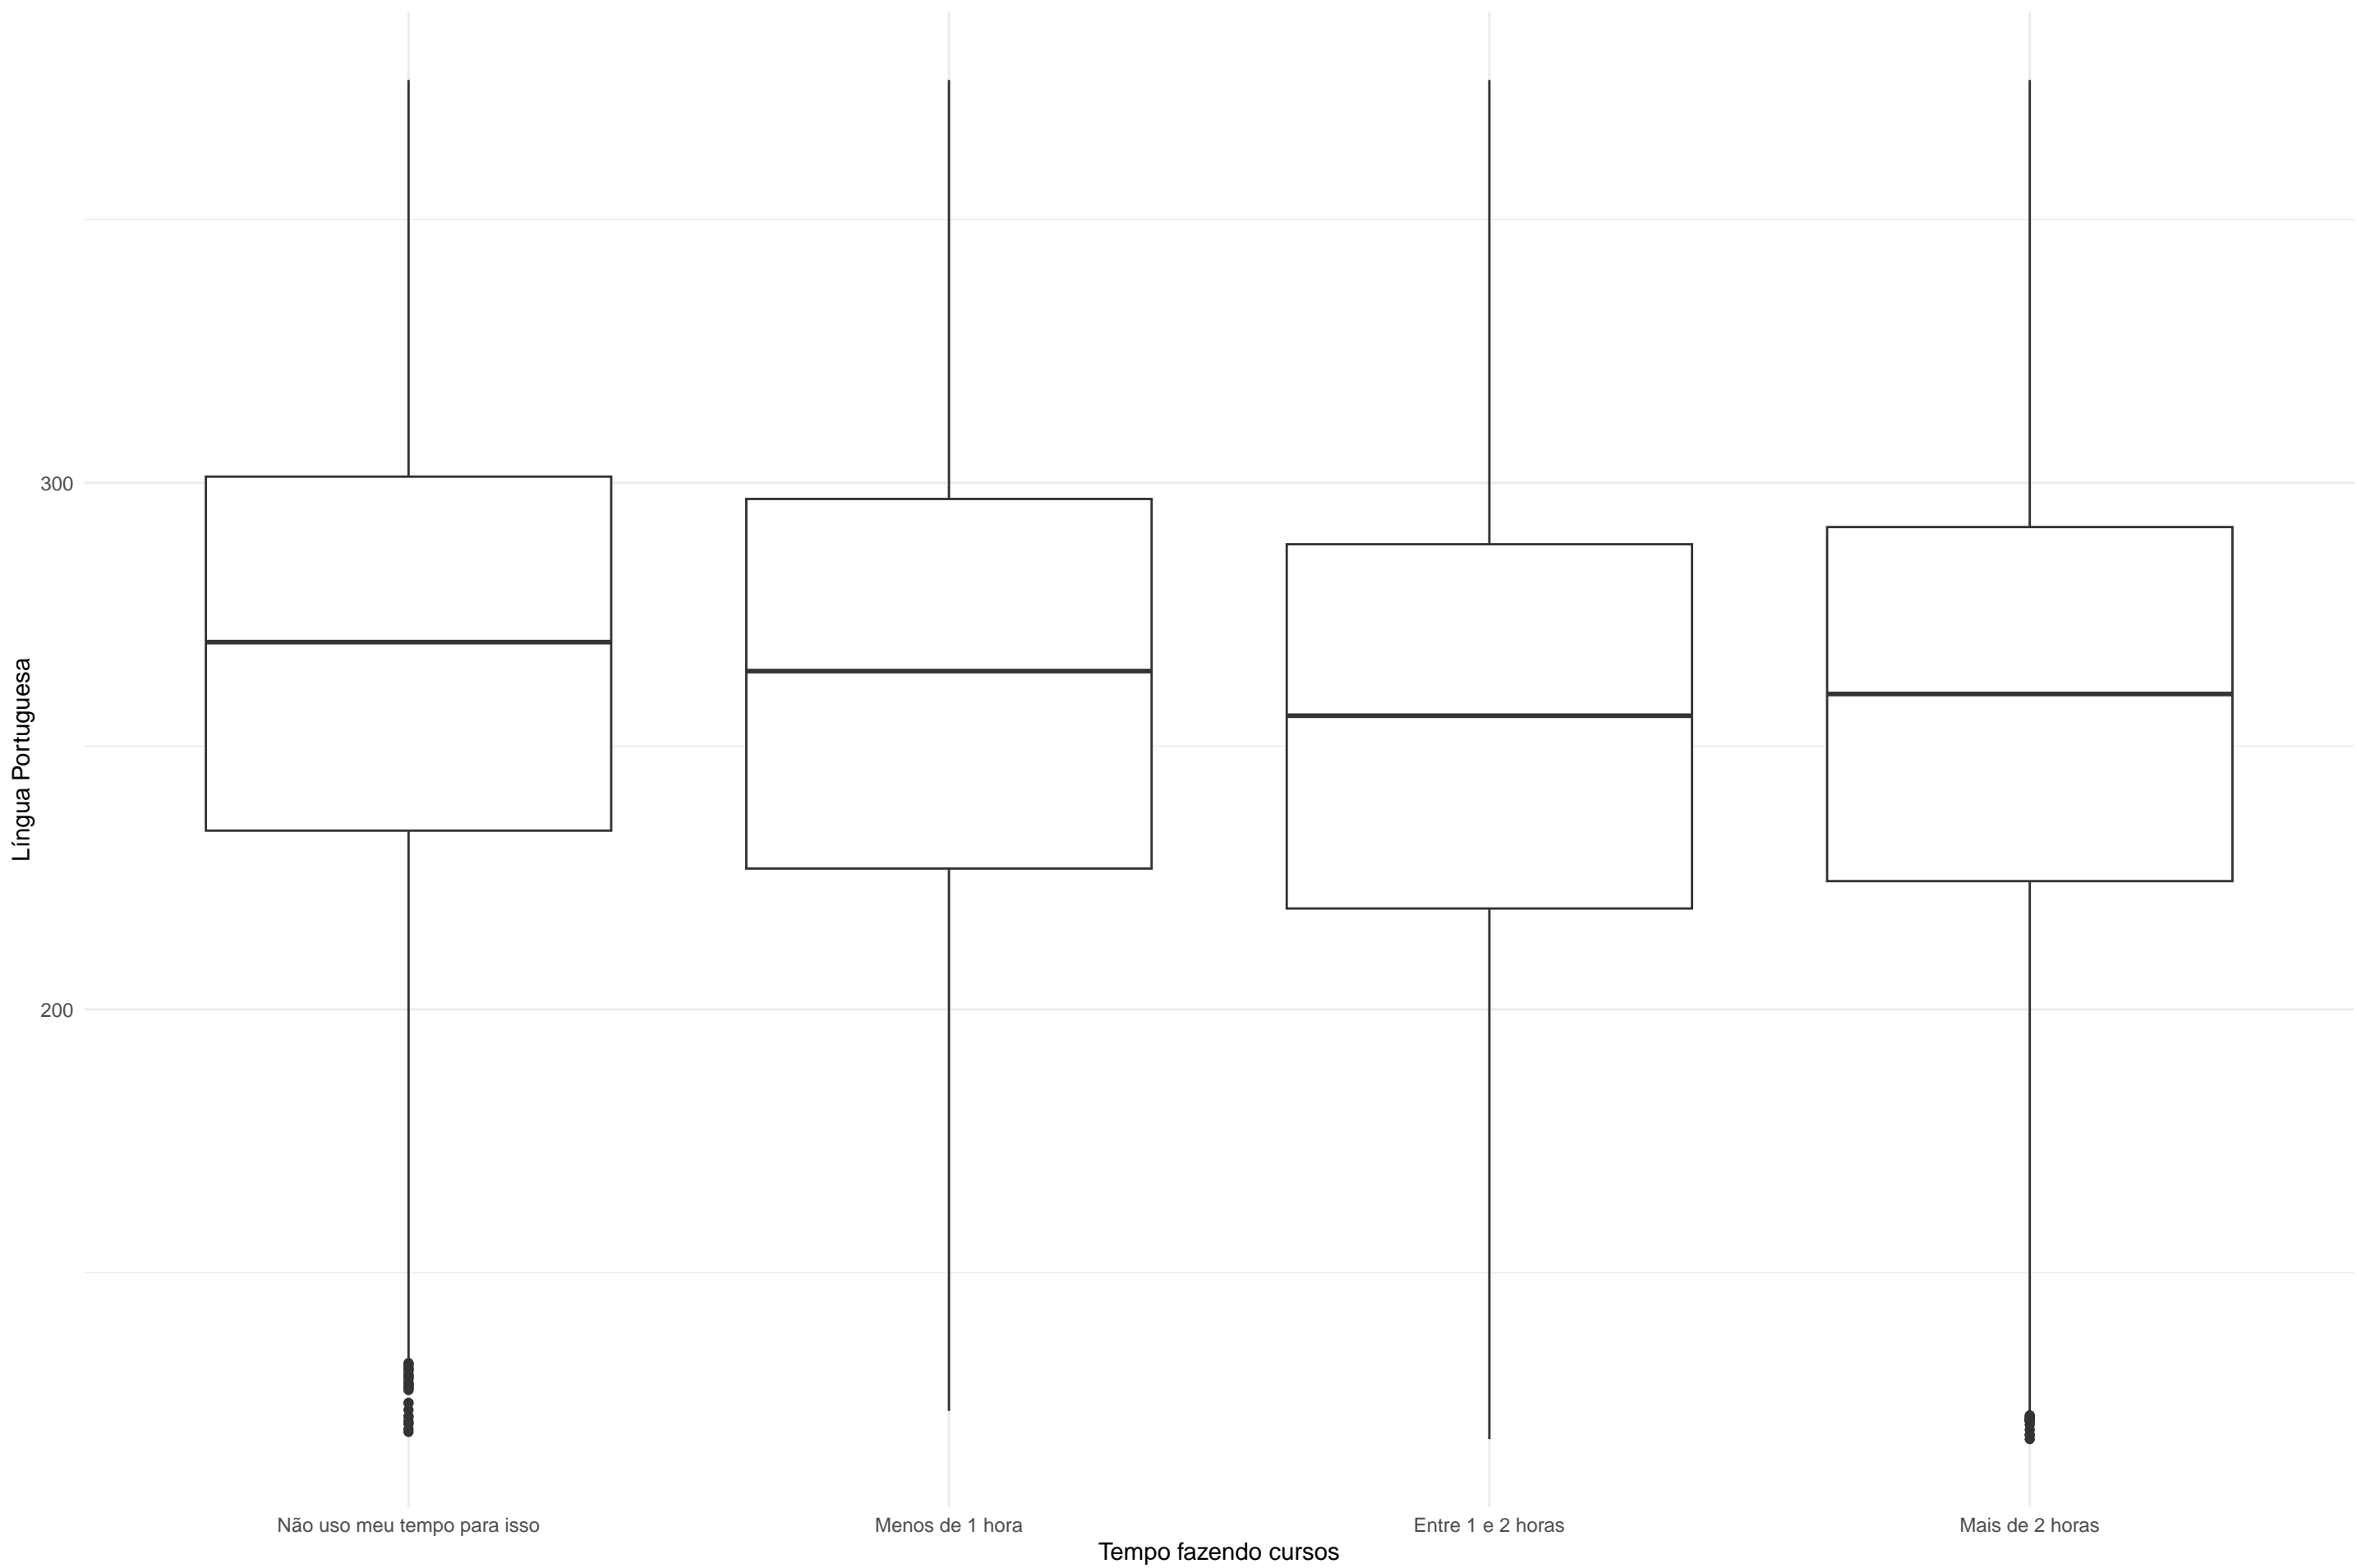 Língua Portuguesa
300
200
Não uso meu tempo para isso
Menos de 1 hora
Entre 1 e 2 horas
Mais de 2 horas
Tempo fazendo cursos